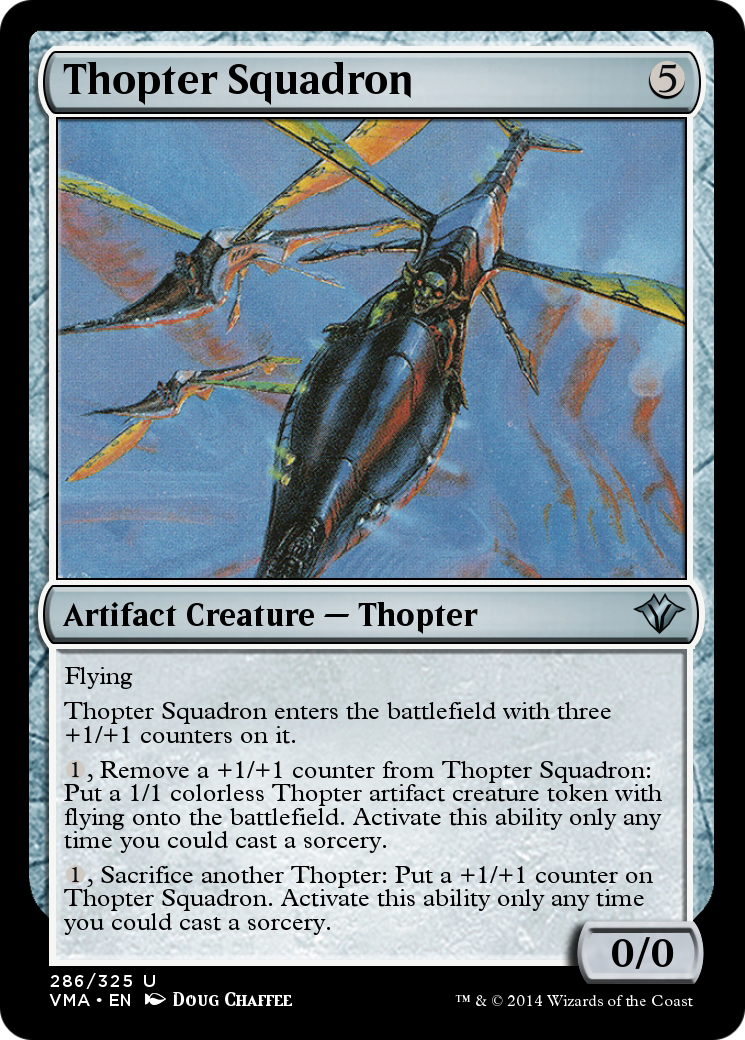 Thopter Squadron 5
Artifact Creature — Thopter
Flying
Thopter Squadron enters the battlefield with three
+1/+1 counters on it.
1, Remove a +1/+1 counter from Thopter Squadron:
Put a 1/1 colorless Thopter artifact creature token with
flying onto the battlefield. Activate this ability only any
time you could cast a sorcery.
1, Sacrifice another Thopter: Put a +1/+1 counter on
Thopter Squadron. Activate this ability only any time
you could cast a sorcery.
0/0
286/325 U
VMA • EN Doug Chaffee
™ & © 2014 Wizards of the Coast